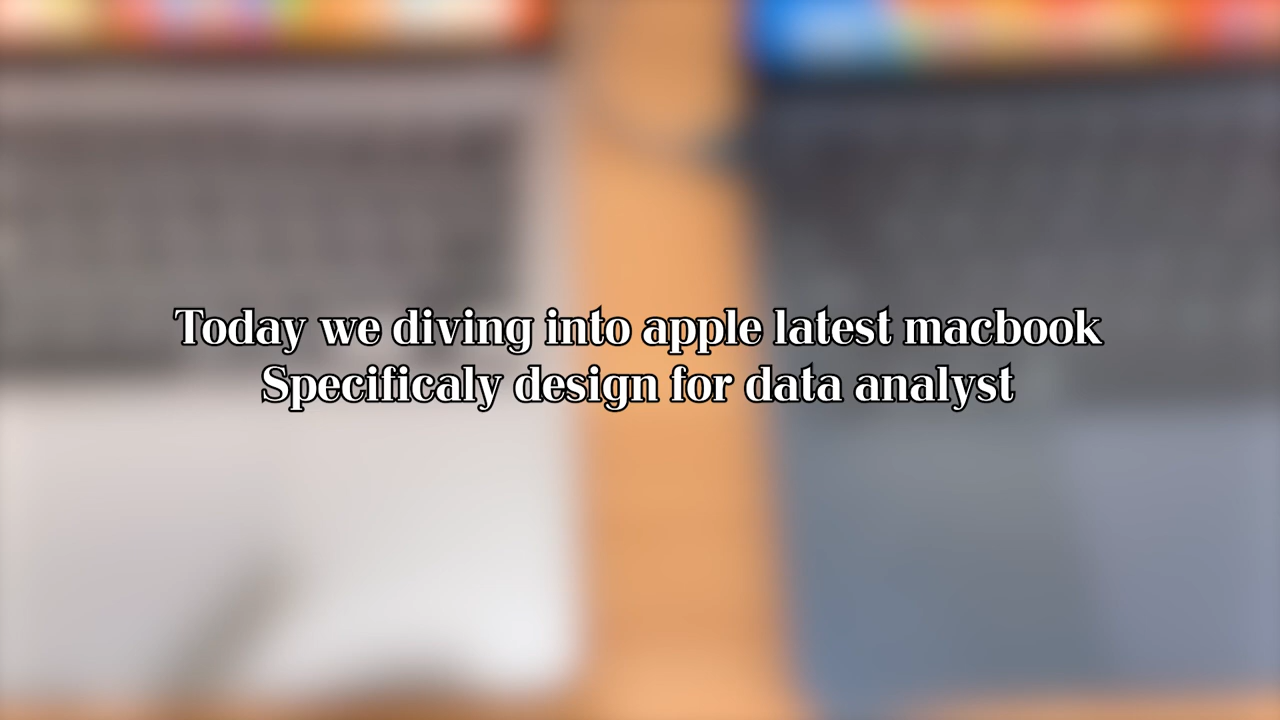 Today we diving into apple latest macbook
Specificaly design for data analyst